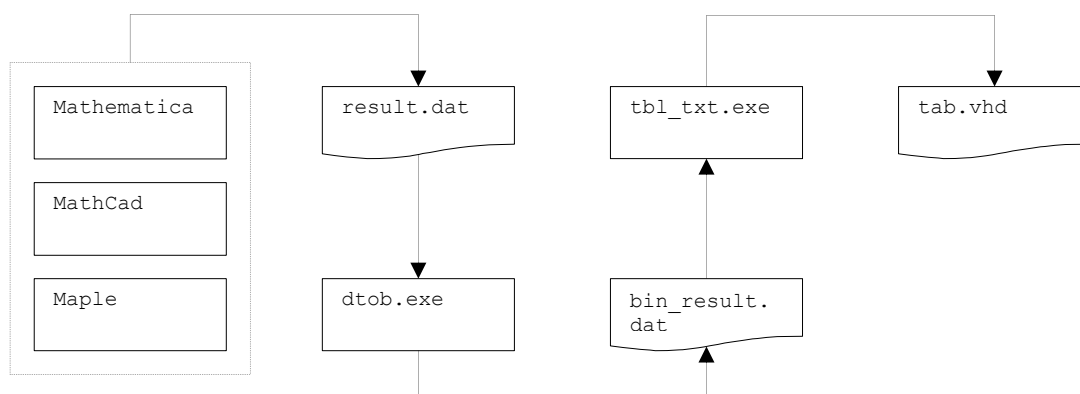 Mathematica
MathCad
Maple
result.dat
dtob.exe
tbl_txt.exe
bin_result.
dat
tab.vhd